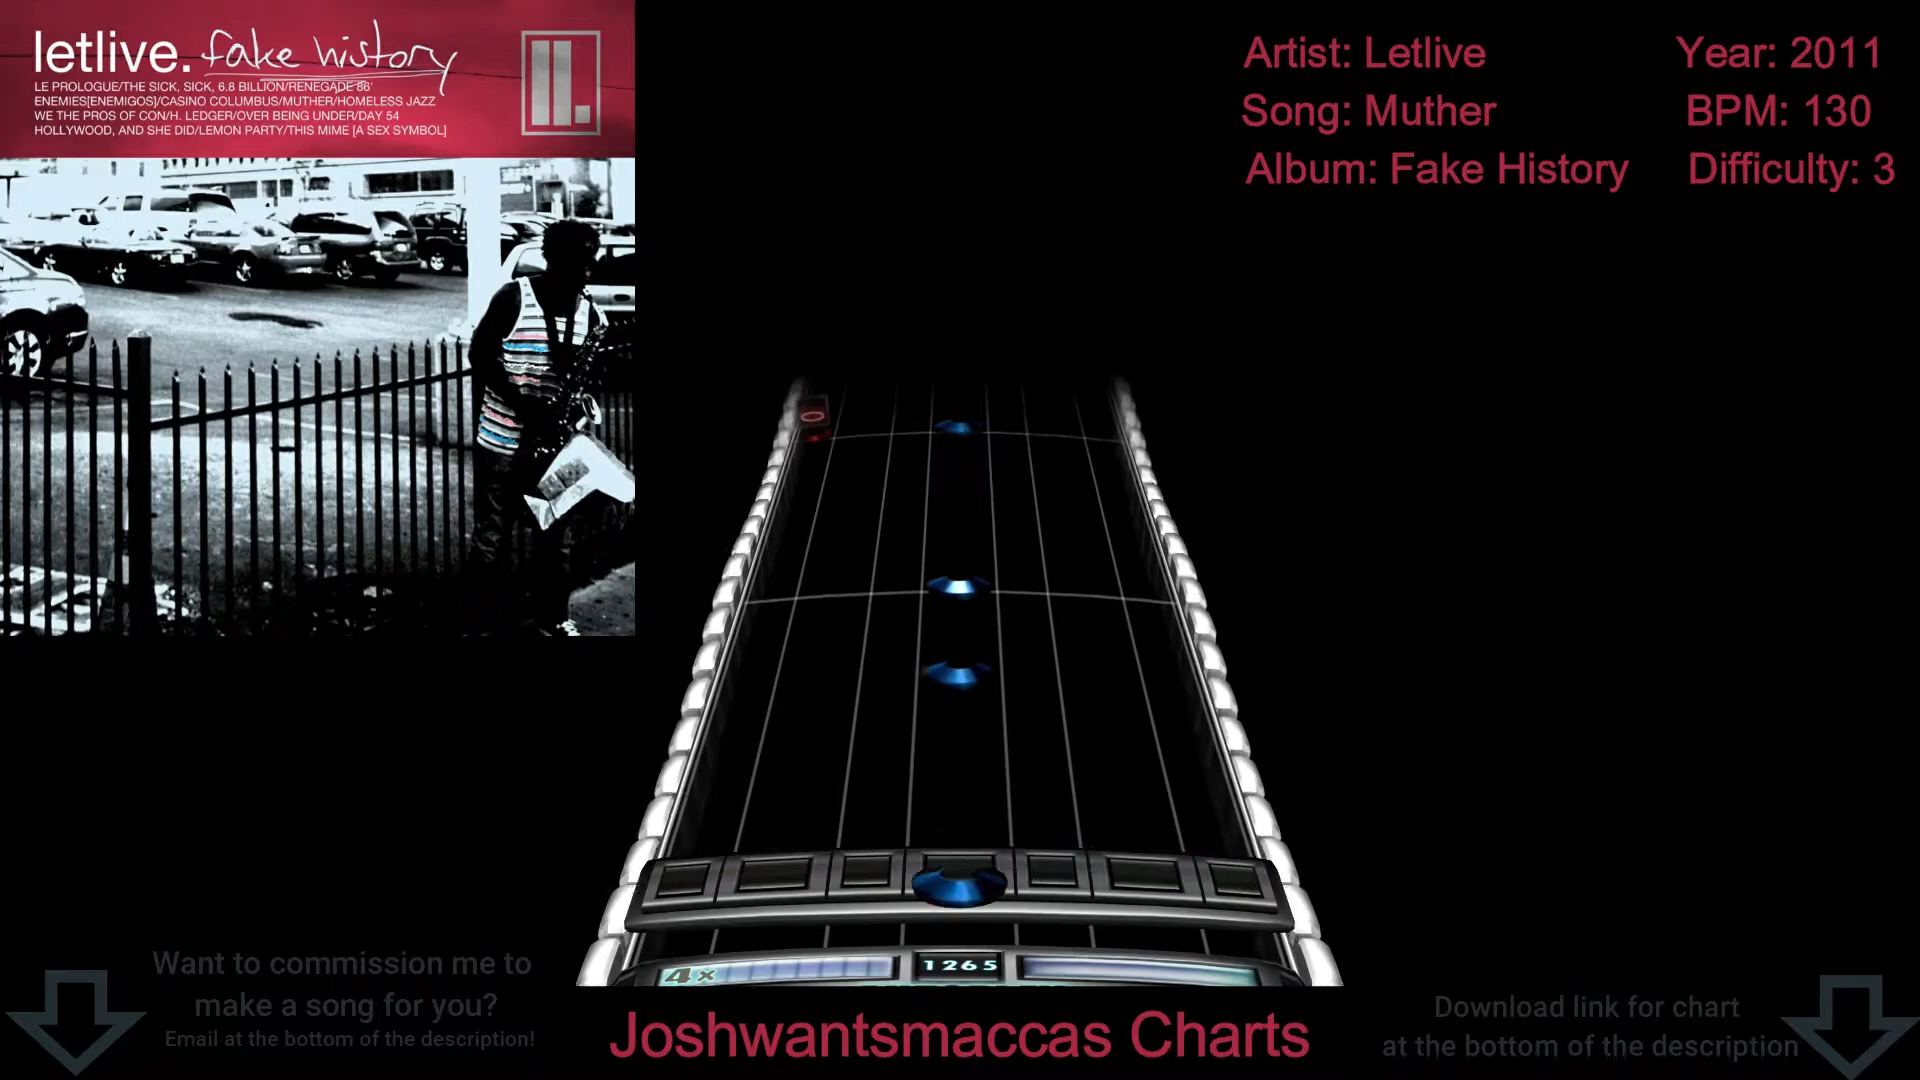 letlive. fake history
LE PROLOGUE/THE SICK, SICK, 6.8 BILLION/RENEGADE 86'
ENEMIES[ENEMIGOS]/CASINO COLUMBUS/MUTHER/HOMELESS JAZZ
WE THE PROS OF CON/H. LEDGER/OVER BEING UNDER/DAY 54
HOLLYWOOD, AND SHE DID/LEMON PARTY/THIS MIME [A SEX SYMBOL]
ll.
Artist: Letlive
Year: 2011
Song: Muther
BPM: 130
Album: Fake History
Difficulty: 3
4x
1265
Want to commission me to
make a song for you?
Email at the bottom of the description!
Joshwantsmaccas Charts
Download link for chart
at the bottom of the description